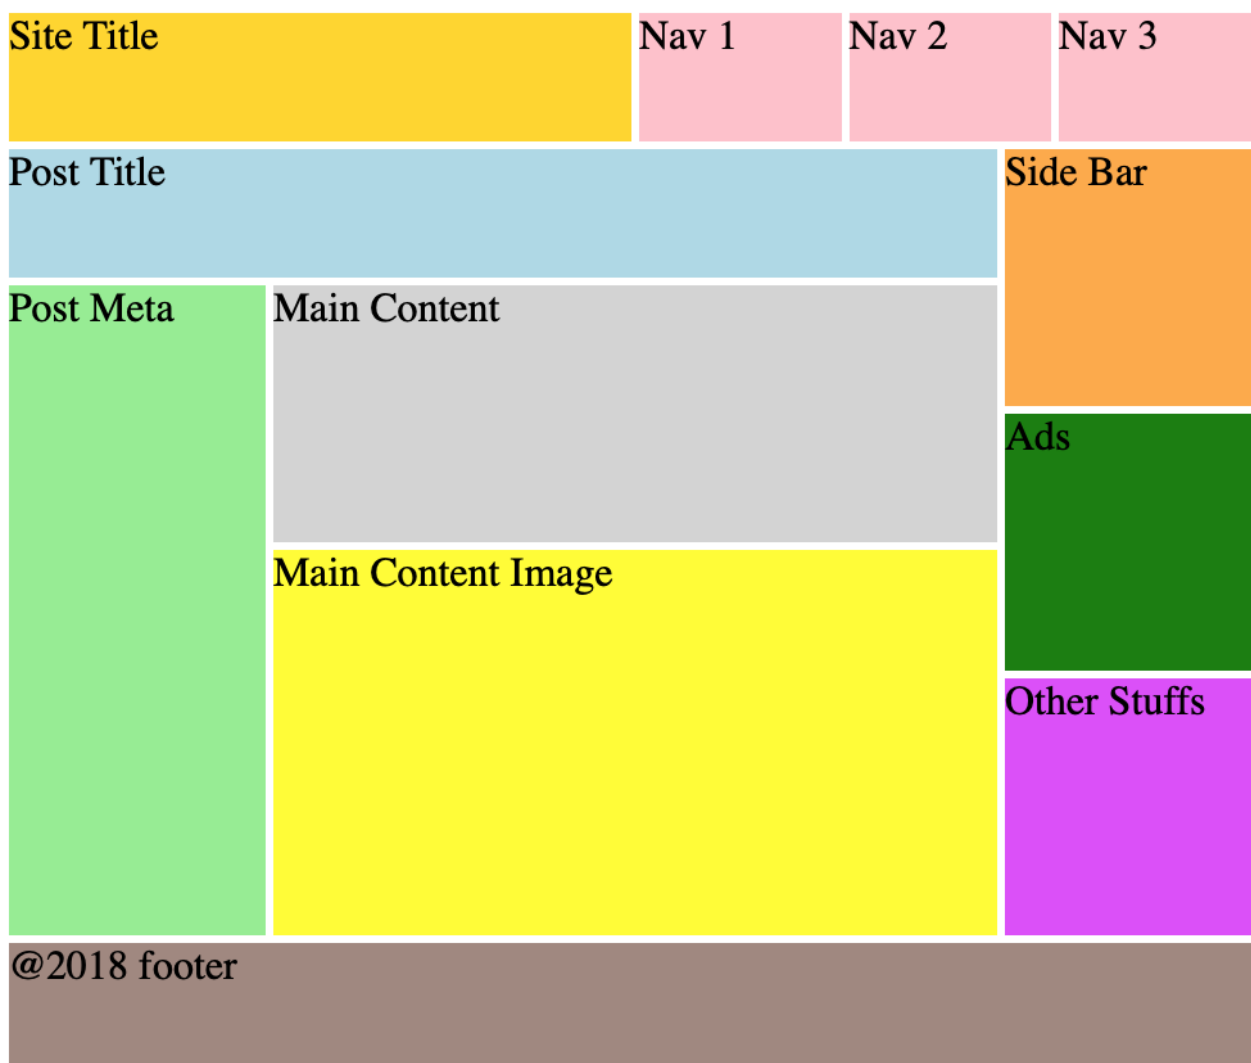 Site Title
Nav 1
Nav 2
Nav 3
Post Title
Side Bar
Post Meta
Main Content
Ads
Main Content Image
Other Stuffs
@2018 footer